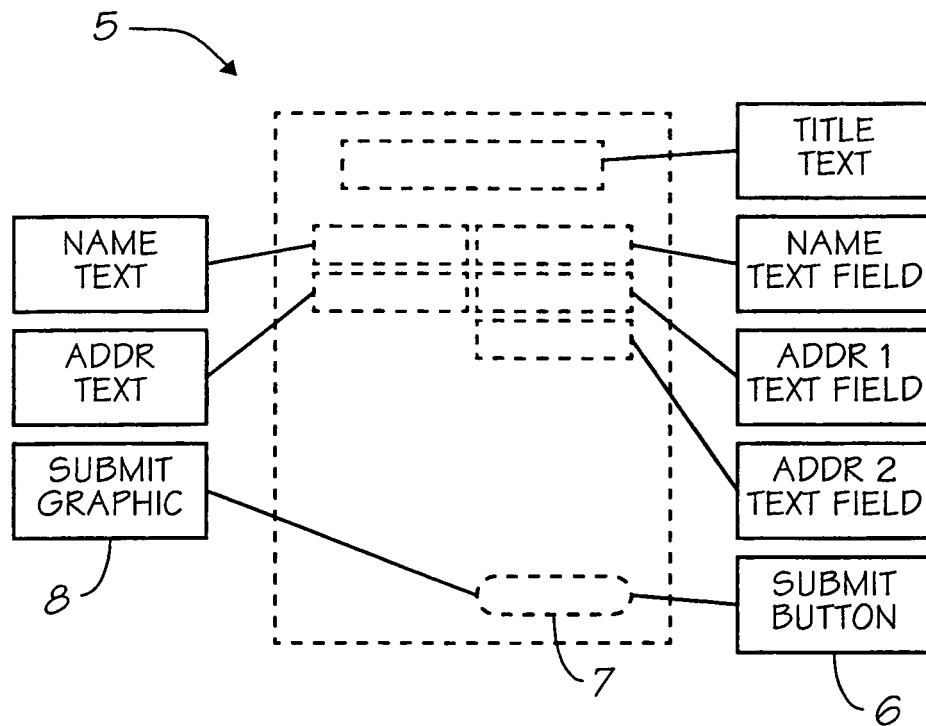 5
TITLE
TEXT
NAME
TEXT
NAME
TEXT FIELD
ADDR
TEXT
ADDR 1
TEXT FIELD
SUBMIT
GRAPHIC
ADDR 2
TEXT FIELD
8
SUBMIT
BUTTON
7
6